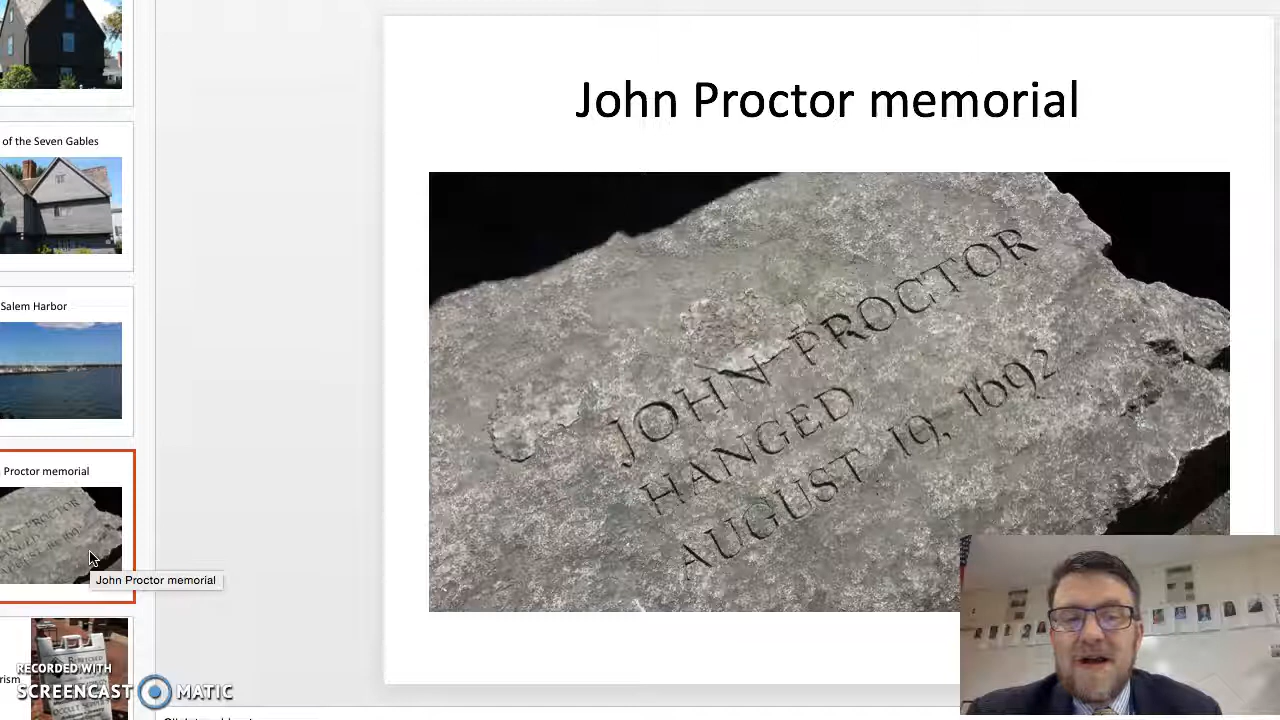 John Proctor memorial
JOHN PROCTOR
HANGED
AUGUST 19, 1692
of the Seven Gables
Salem Harbor
Proctor memorial
John Proctor memorial
RECORDED WITH
SCREENCAST MATIC